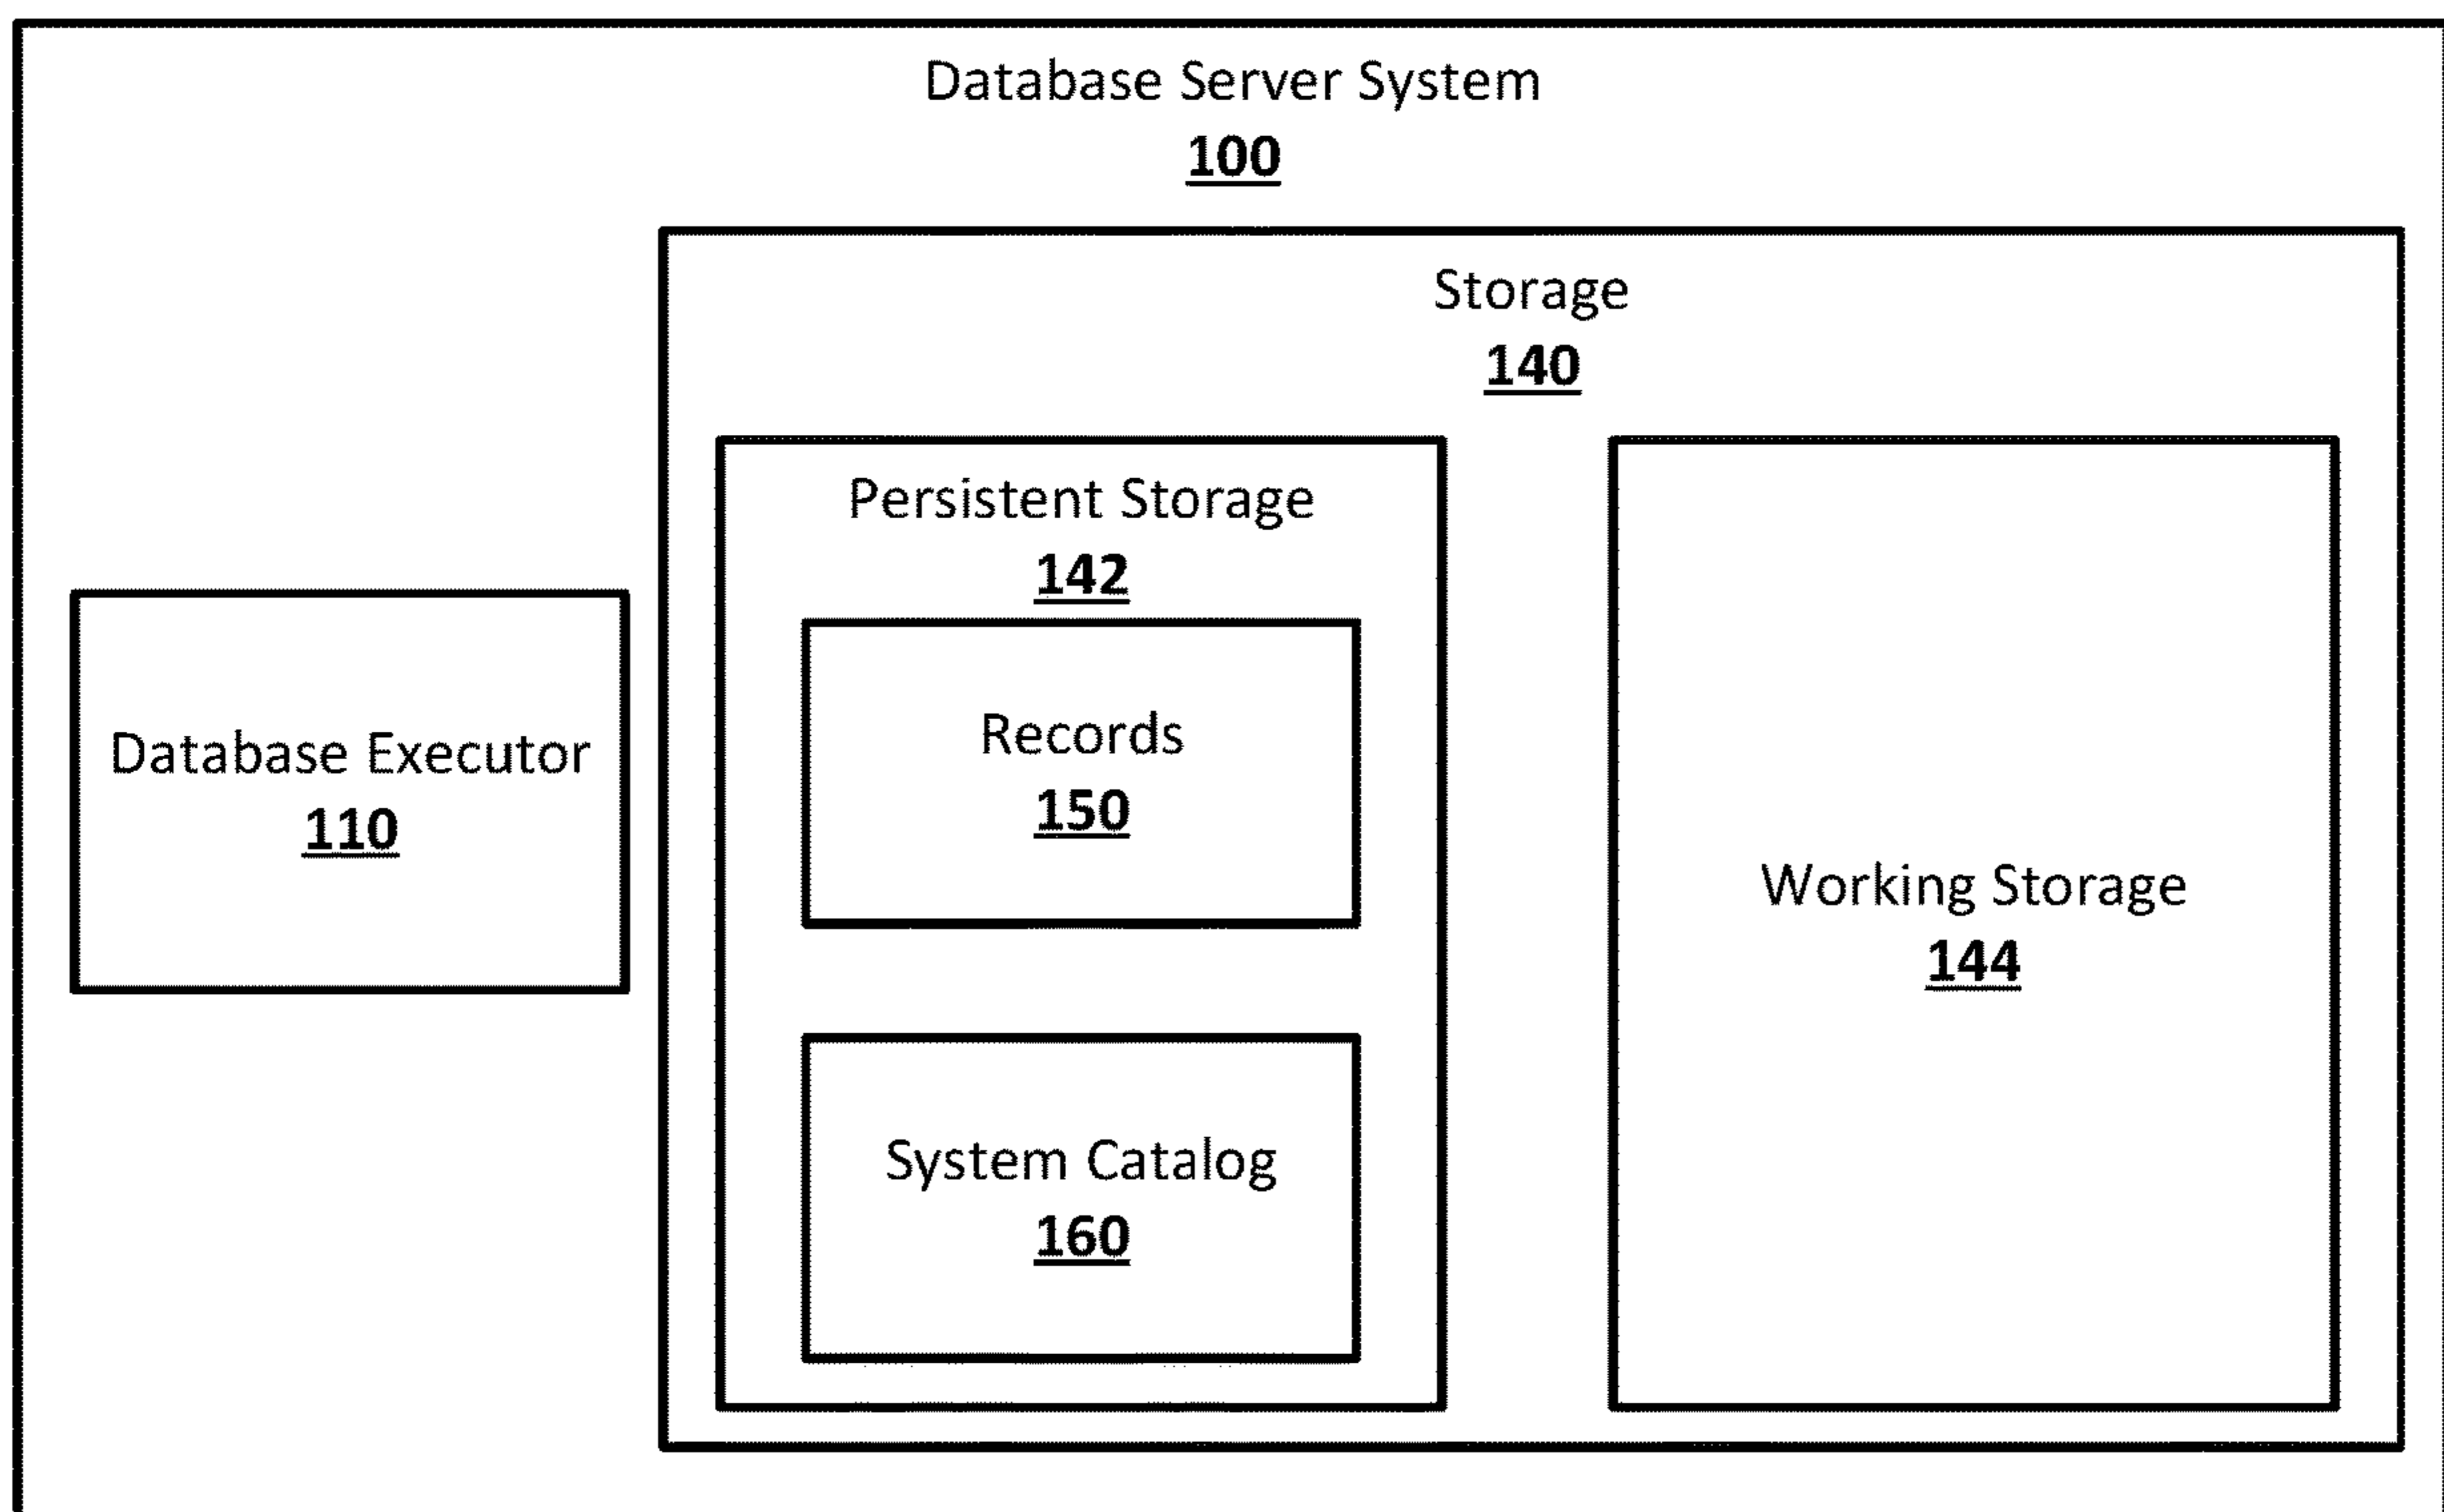 Database Server System
100
Storage
140
Persistent Storage
142
Records
150
Database Executor
110
System Catalog
160
Working Storage
144